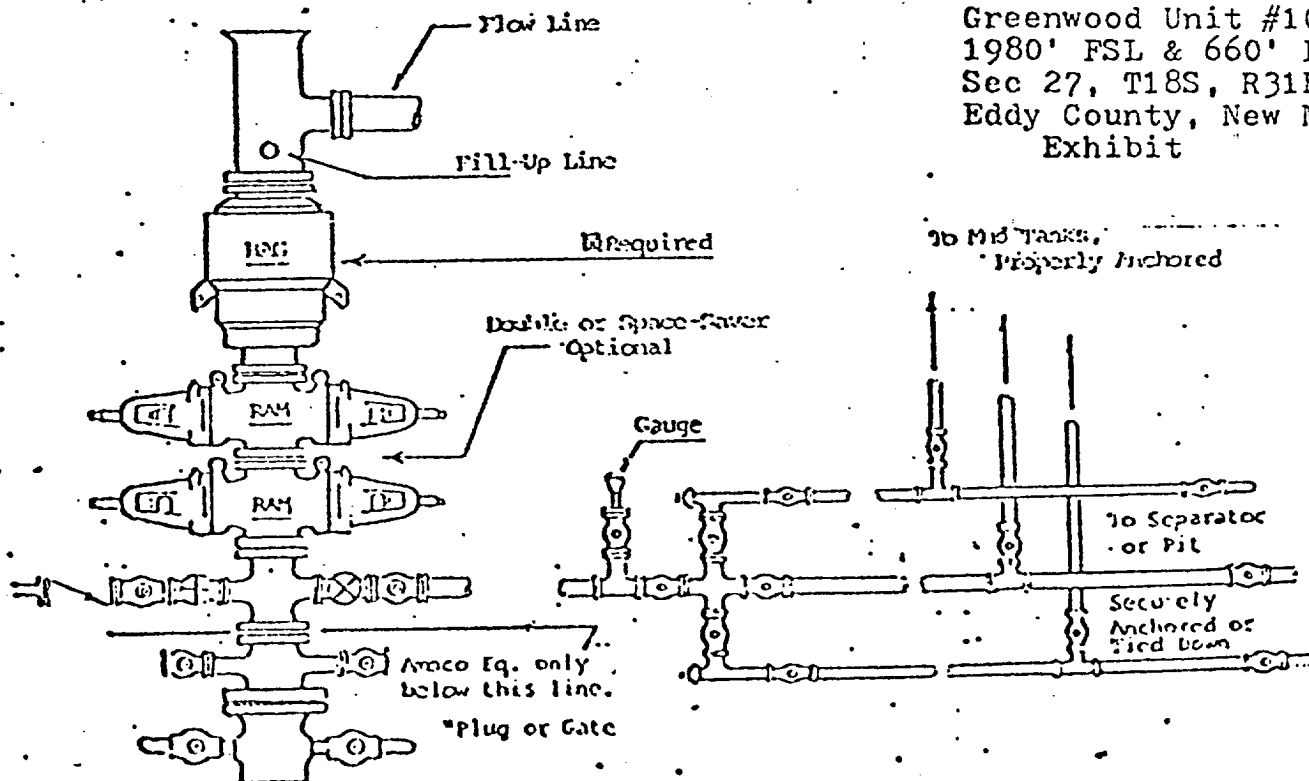 Greenwood Unit #1
1980' FSL & 660'
Sec 27, T18S, R31
Eddy County, New
Exhibit
Flow Line
Fill-Up Line
Required
To Mud Tanks,
Properly Anchored
Double or Space-Saver
Optional
RAM
RAM
Gauge
To Separator
or Pit
Securely
Anchored or
Tied Down
Amoco Eq. only
below this line.
*Plug or Gate